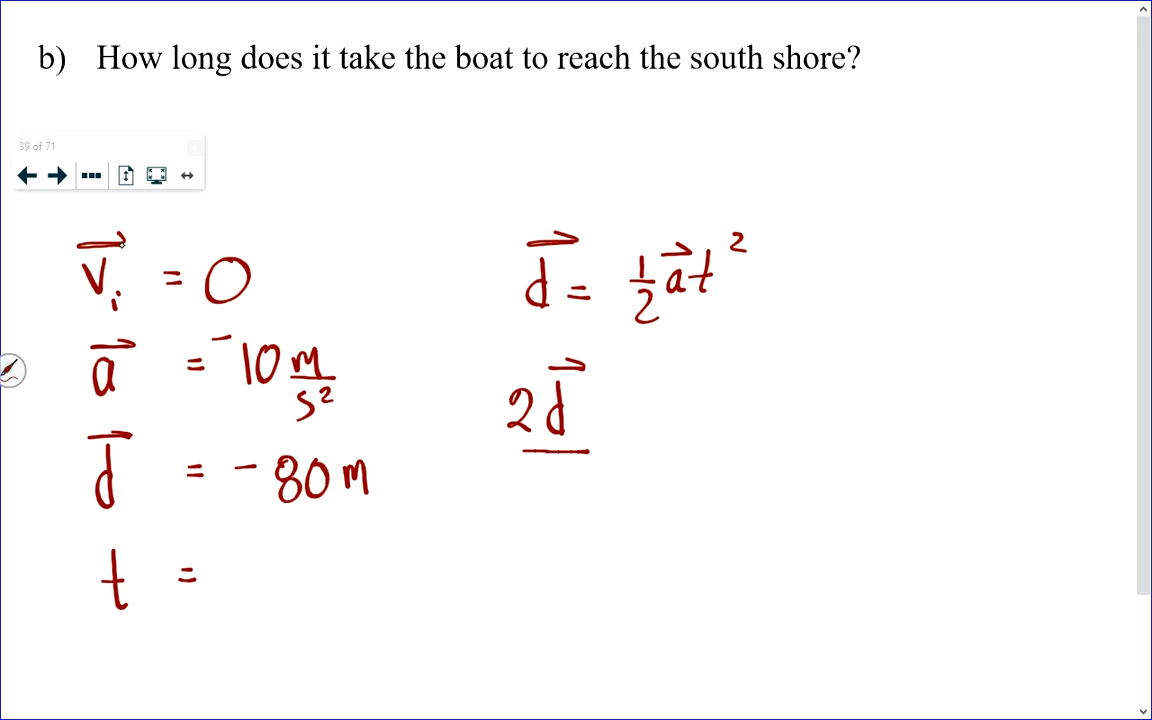 b) How long does it take the boat to reach the south shore?
39 of 71
v⃗ᵢ = 0
a⃗ = ⁻10 m/s²
d⃗ = -80 m
t =
d⃗ = ½ a⃗ t²
2d⃗